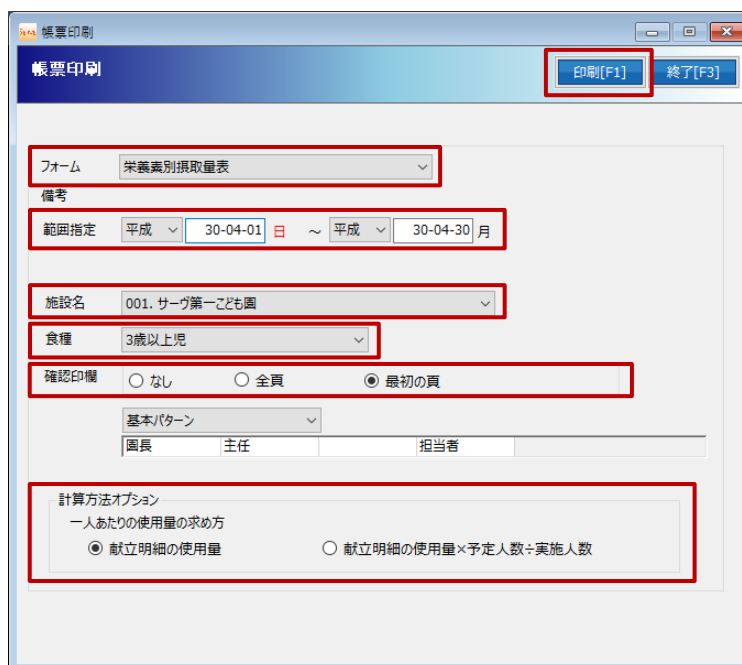 帳票印刷
帳票印刷 印刷[F1] 終了[F3]
フォーム 栄養素別摂取量表
備考
範囲指定 平成 30-04-01 日 ～ 平成 30-04-30 月
施設名 001. サーヴ第一こども園
食種 3歳以上児
確認印欄 なし 全頁 最初の頁
基本パターン
園長 主任 担当者
計算方法オプション
一人あたりの使用量の求め方
献立明細の使用量 献立明細の使用量×予定人数÷実施人数